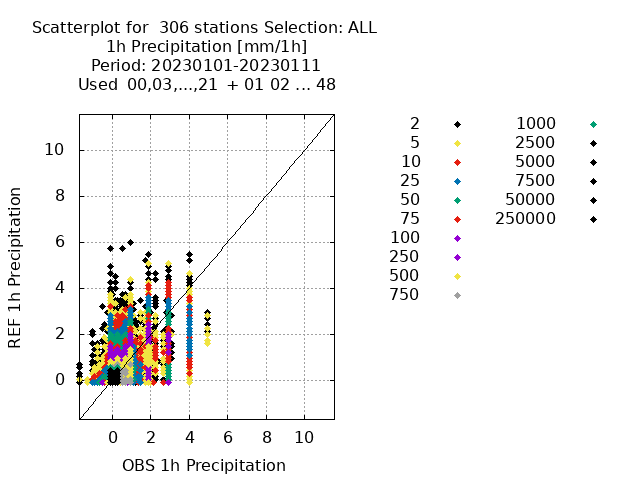 Scatterplot for  306 stations Selection: ALL
1h Precipitation [mm/1h]
Period: 20230101-20230111
Used  00,03,...,21  + 01 02 ... 48
REF 1h Precipitation
10
8
6
4
2
0
0 2 4 6 8 10
OBS 1h Precipitation
2 1000
5 2500
10 5000
25 7500
50 50000
75 250000
100
250
500
750